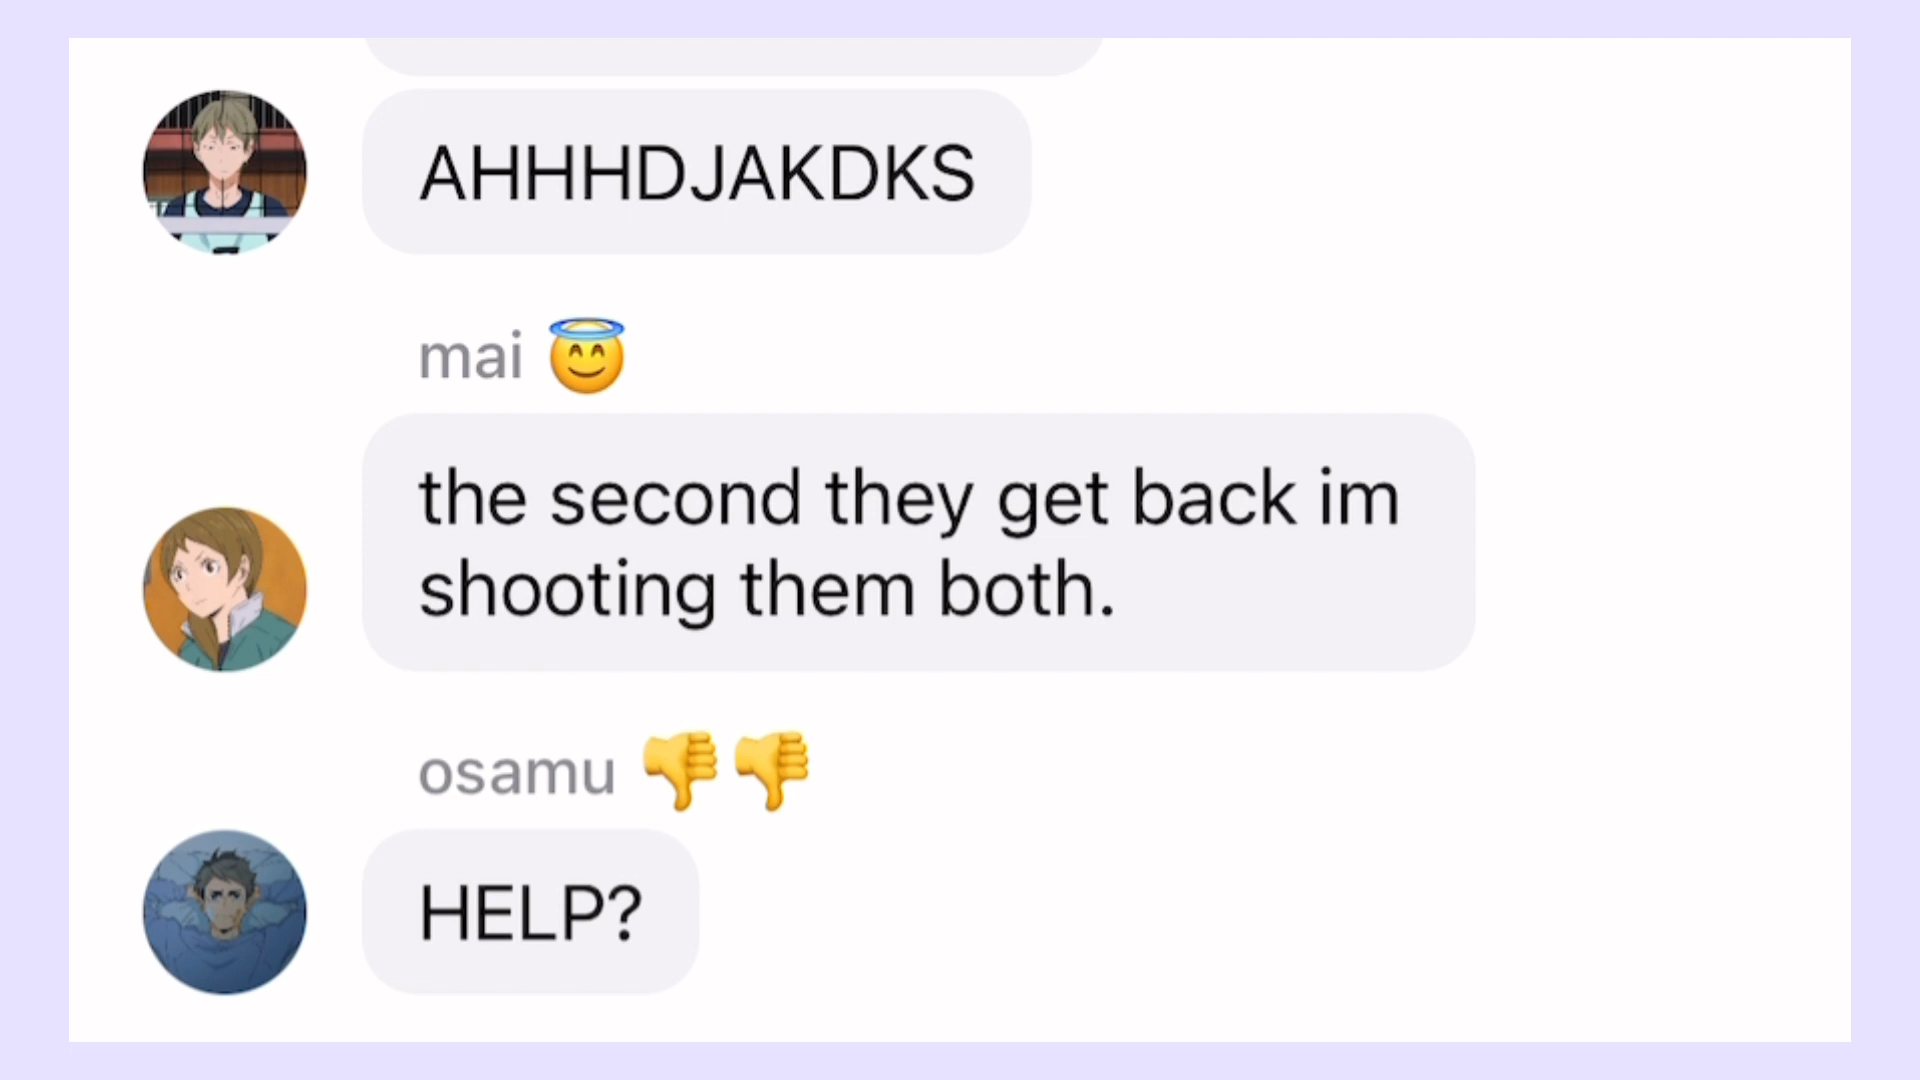 AHHHDJAKDKS
mai 😇
the second they get back im
shooting them both.
osamu 👎👎
HELP?